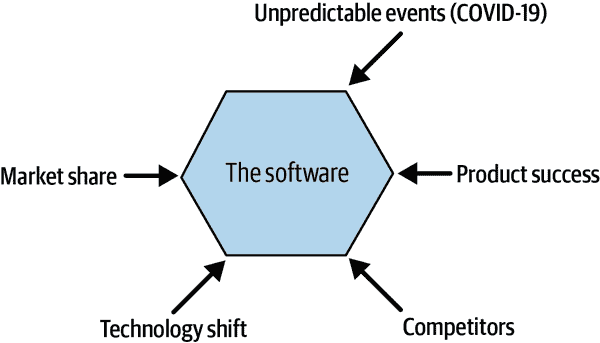 Unpredictable events (COVID-19)
Market share
The software
Product success
Technology shift
Competitors